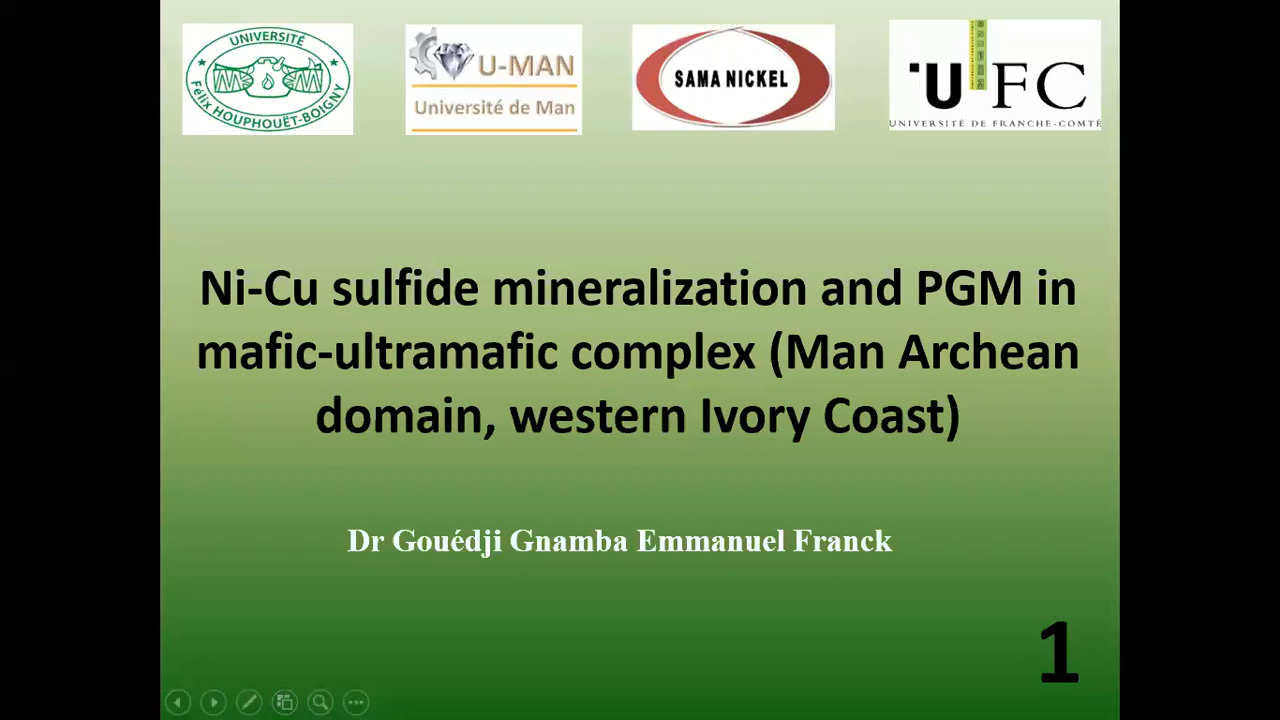 UNIVERSITÉ
Félix HOUPHOUËT-BOIGNY
U-MAN
Université de Man
SAMA NICKEL
UFC
UNIVERSITÉ DE FRANCHE-COMTÉ
Ni-Cu sulfide mineralization and PGM in
mafic-ultramafic complex (Man Archean
domain, western Ivory Coast)
Dr Gouédji Gnamba Emmanuel Franck
1